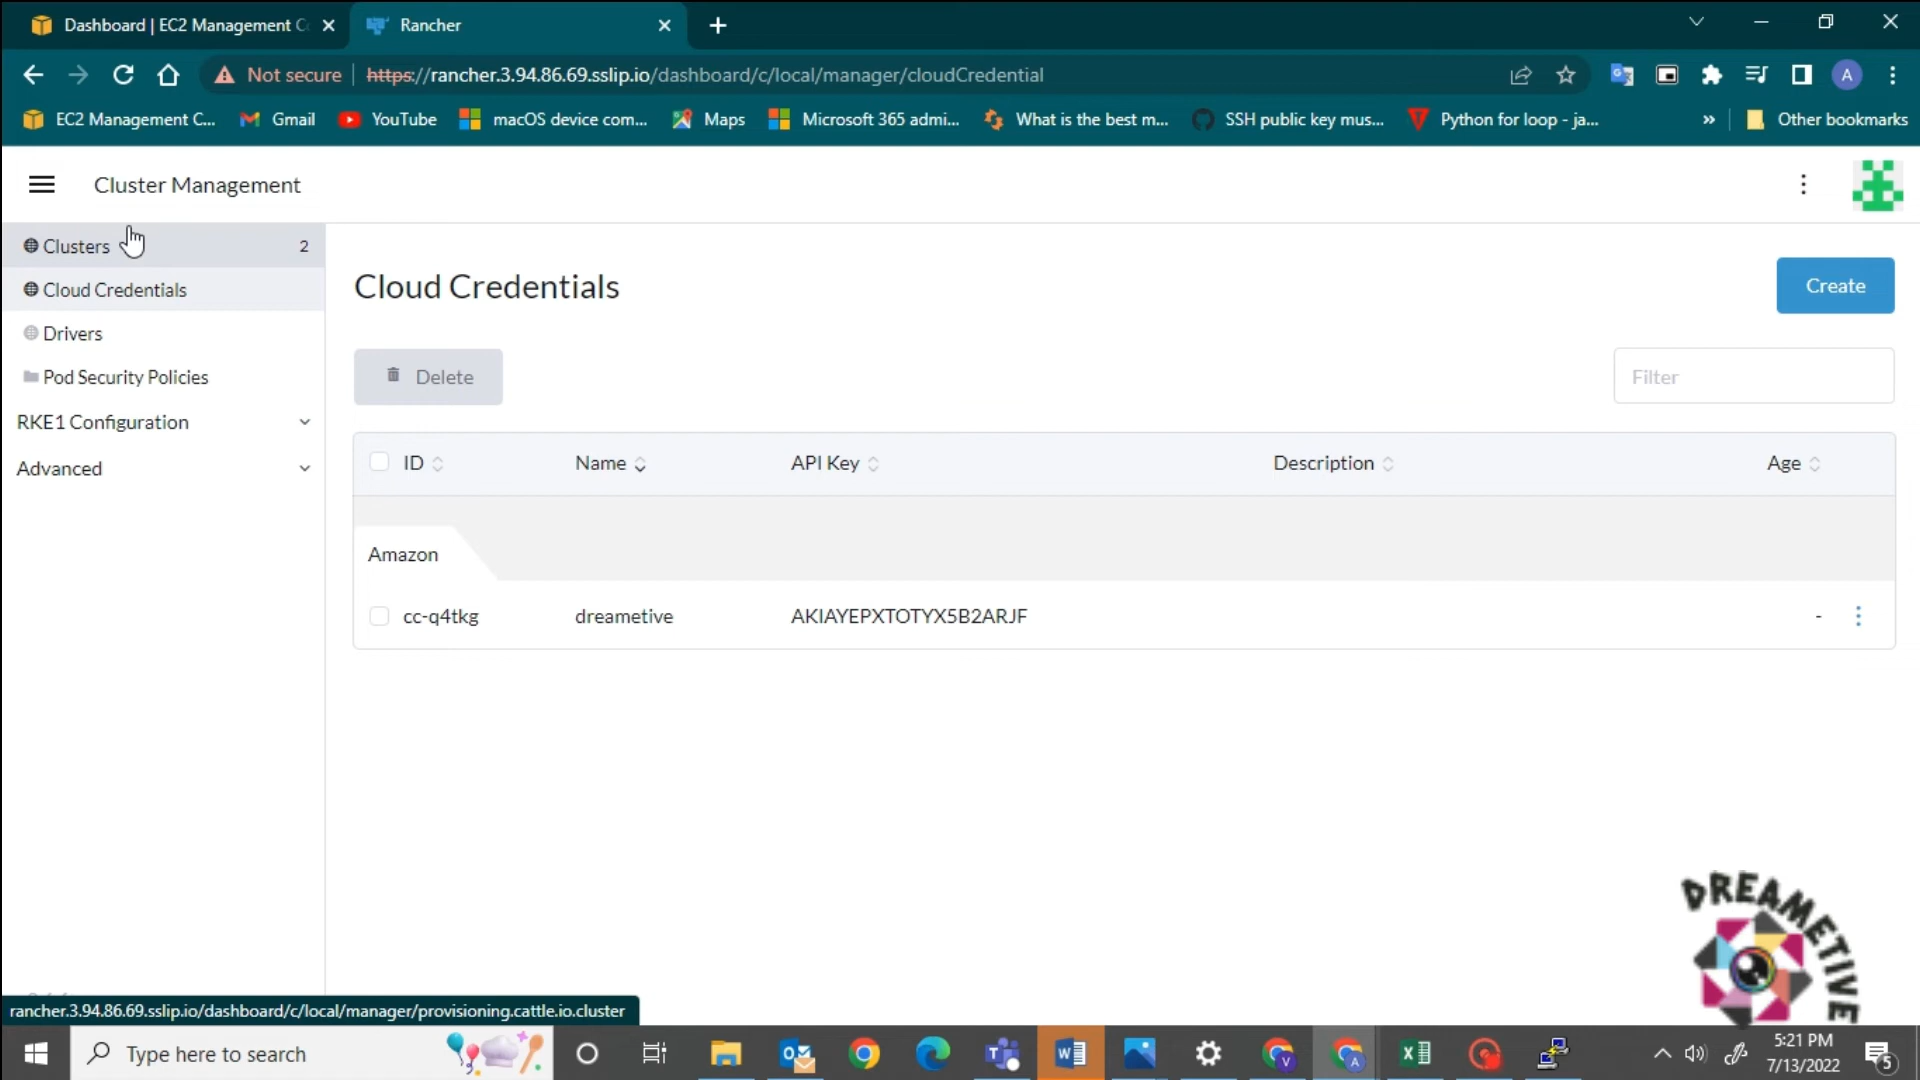 Dashboard | EC2 Management C
Rancher
Not secure
https://rancher.3.94.86.69.sslip.io/dashboard/c/local/manager/cloudCredential
A
EC2 Management C...
Gmail
YouTube
macOS device com...
Maps
Microsoft 365 admi...
What is the best m...
SSH public key mus...
Python for loop - ja...
»
Other bookmarks
Cluster Management
Clusters 2
Cloud Credentials
Drivers
Pod Security Policies
RKE1 Configuration
Advanced
Cloud Credentials
Create
Delete
Filter
ID Name API Key Description Age
Amazon
cc-q4tkg dreametive AKIAYEPXTOTYX5B2ARJF -
DREAMETIVE
rancher.3.94.86.69.sslip.io/dashboard/c/local/manager/provisioning.cattle.io.cluster
Type here to search
5:21 PM
7/13/2022
5